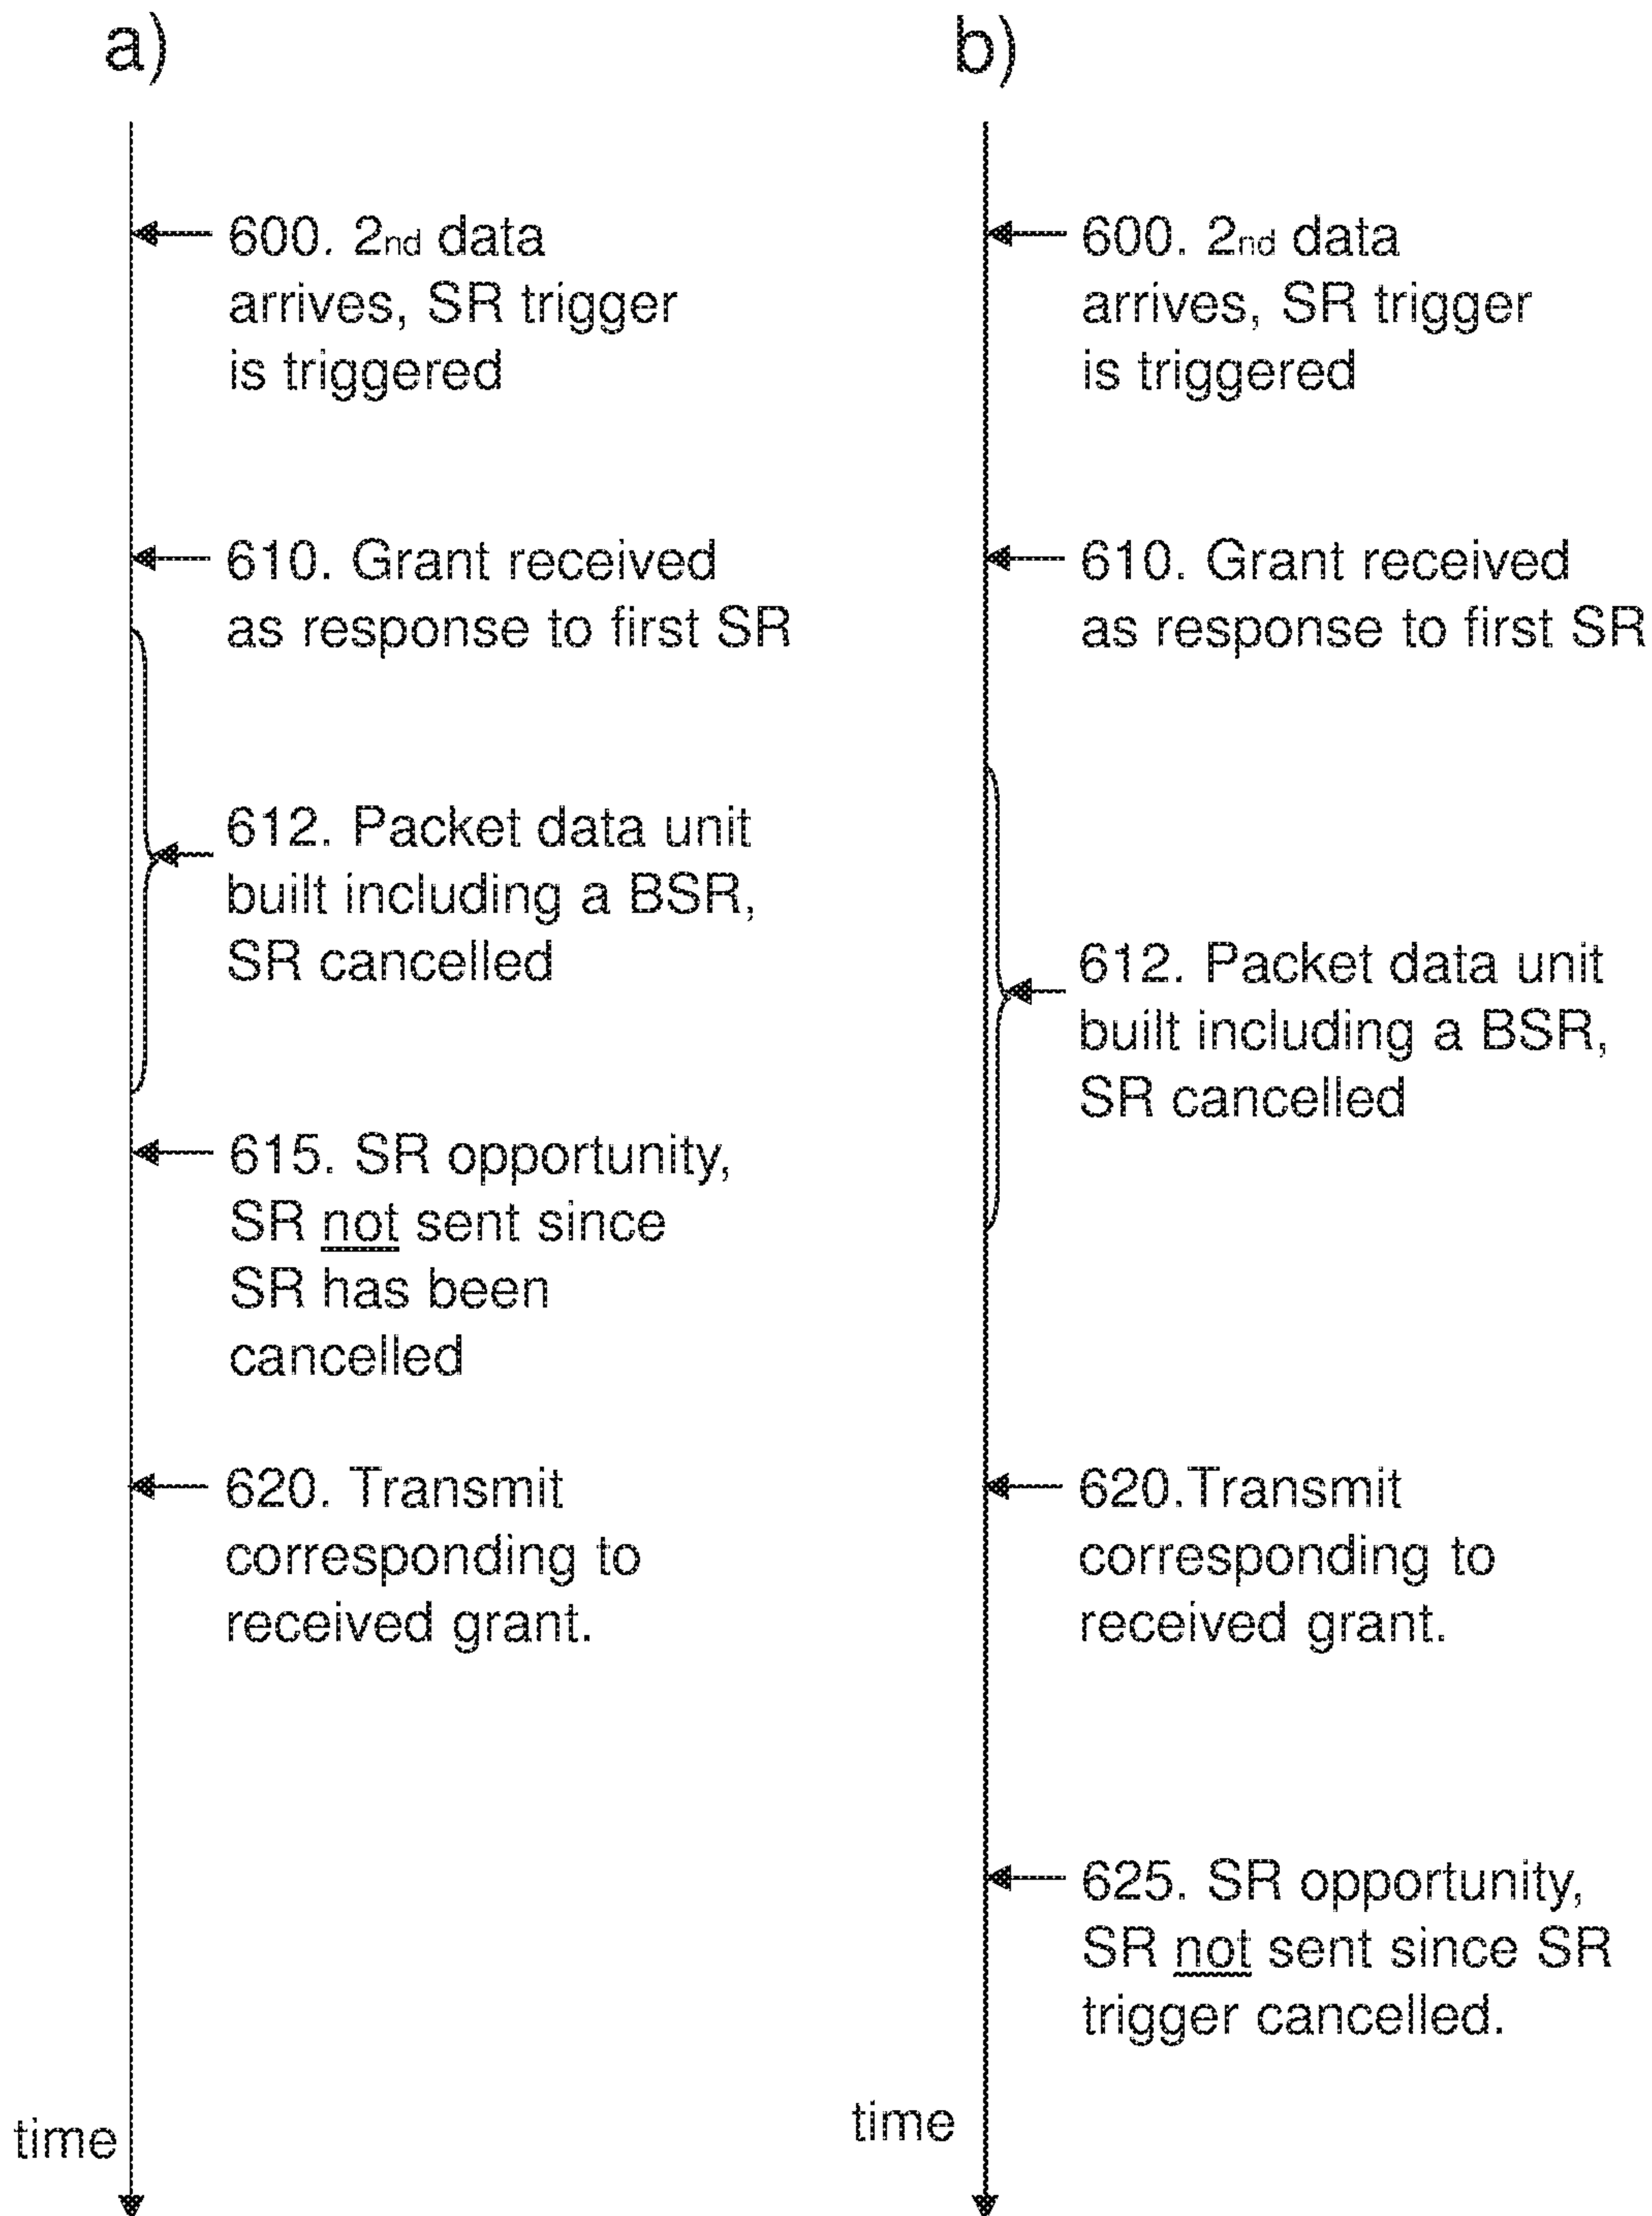 a)
600. 2nd data
arrives, SR trigger
is triggered
610. Grant received
as response to first SR
612. Packet data unit
built including a BSR,
SR cancelled
615. SR opportunity,
SR not sent since
SR has been
cancelled
620. Transmit
corresponding to
received grant.
time
b)
600. 2nd data
arrives, SR trigger
is triggered
610. Grant received
as response to first SR
612. Packet data unit
built including a BSR,
SR cancelled
620.Transmit
corresponding to
received grant.
625. SR opportunity,
SR not sent since SR
trigger cancelled.
time